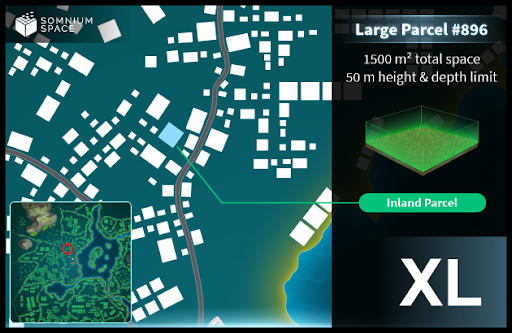 SOMNIUM
SPACE
Large Parcel #896
1500 m² total space
50 m height & depth limit
Inland Parcel
XL